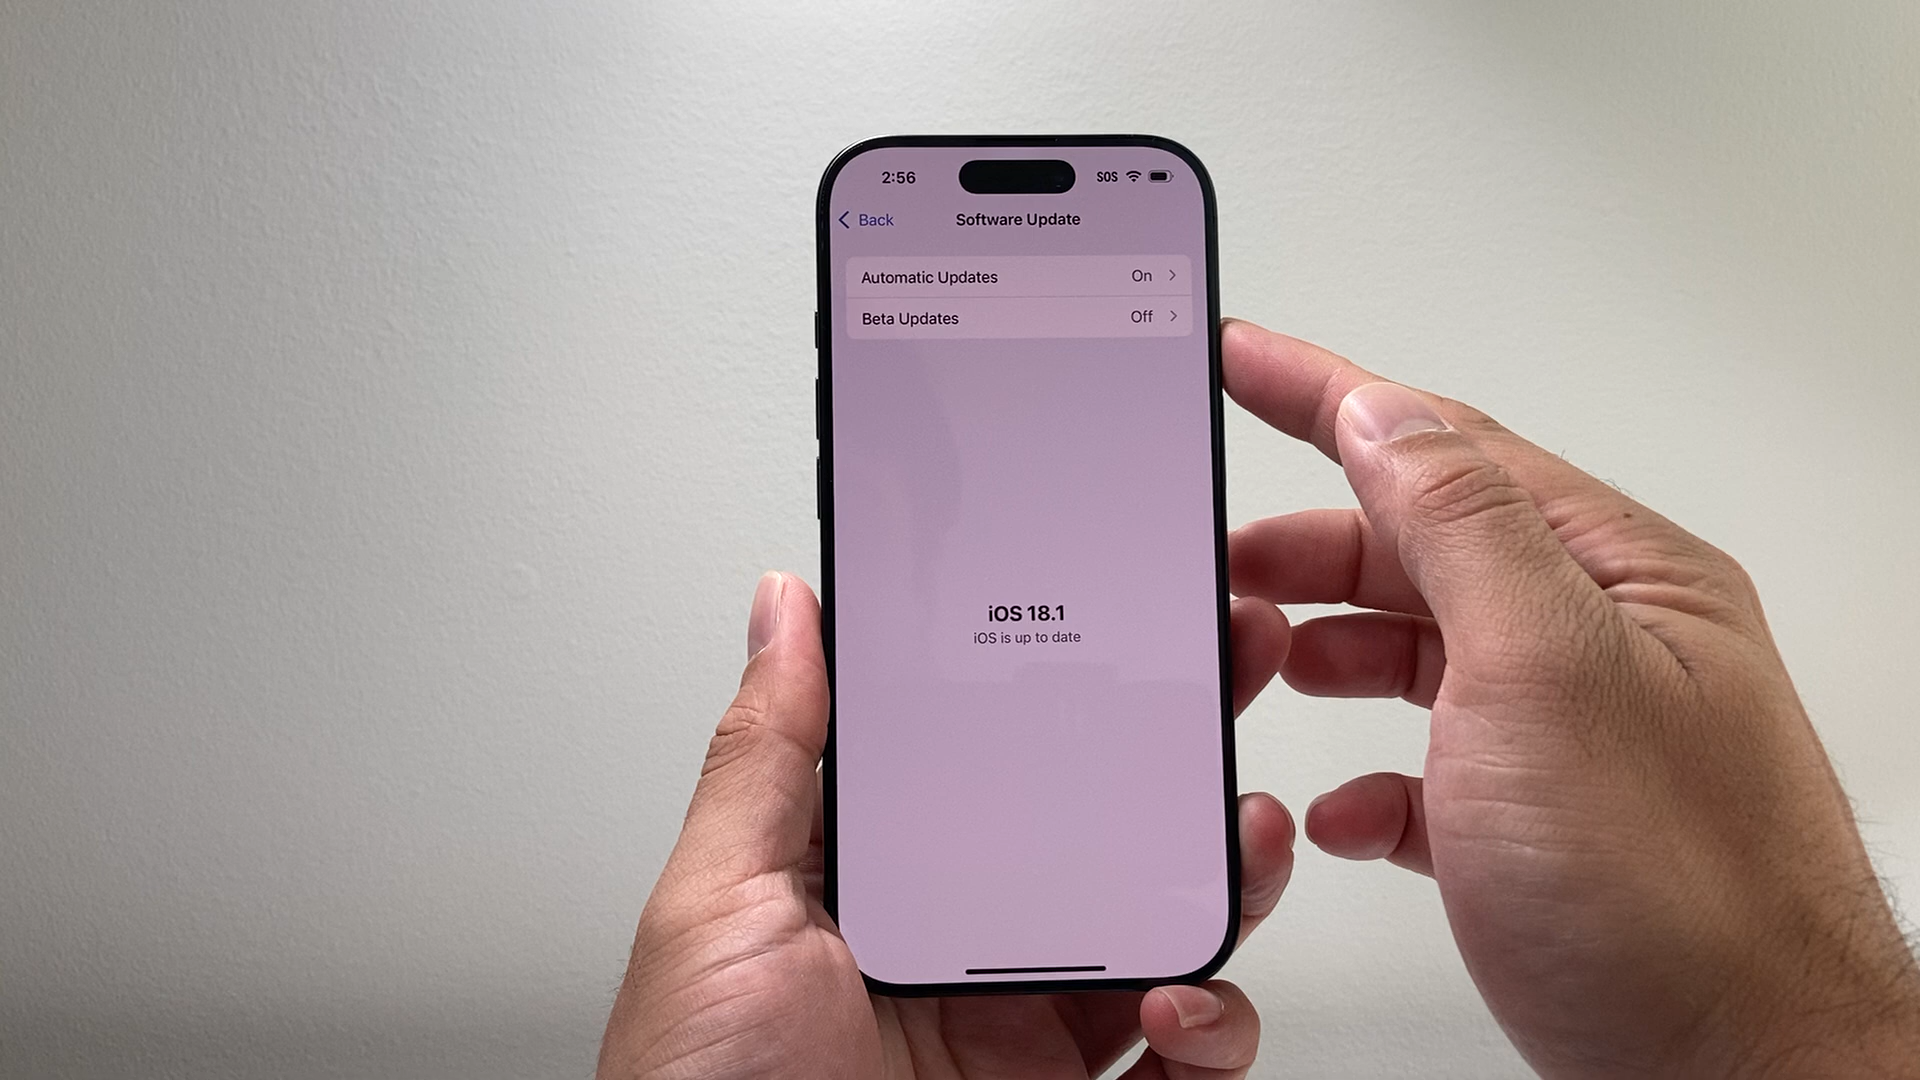 2:56 SOS
Back Software Update
Automatic Updates On
Beta Updates Off
iOS 18.1
iOS is up to date